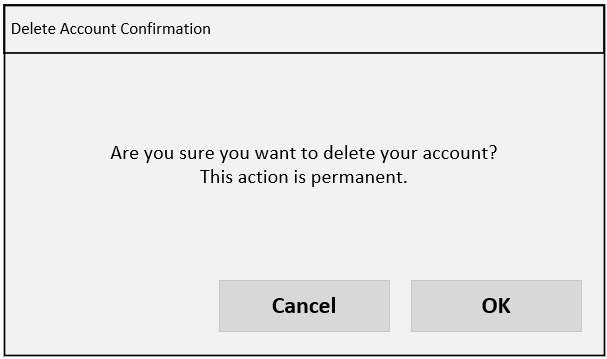 Delete Account Confirmation
Are you sure you want to delete your account?
This action is permanent.
Cancel
OK